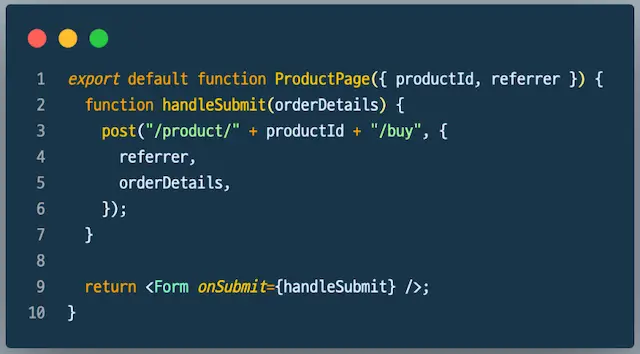 1 export default function ProductPage({ productId, referrer }) {
2   function handleSubmit(orderDetails) {
3     post("/product/" + productId + "/buy", {
4       referrer,
5       orderDetails,
6     });
7   }
8
9   return <Form onSubmit={handleSubmit} />;
10 }